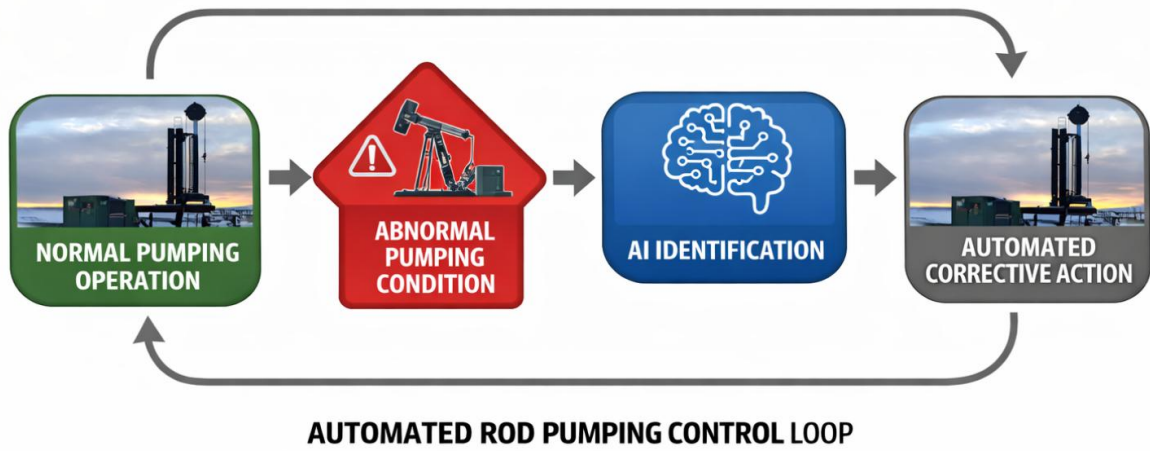 NORMAL PUMPING
OPERATION
ABNORMAL
PUMPING
CONDITION
AI IDENTIFICATION
AUTOMATED
CORRECTIVE ACTION
AUTOMATED ROD PUMPING CONTROL LOOP